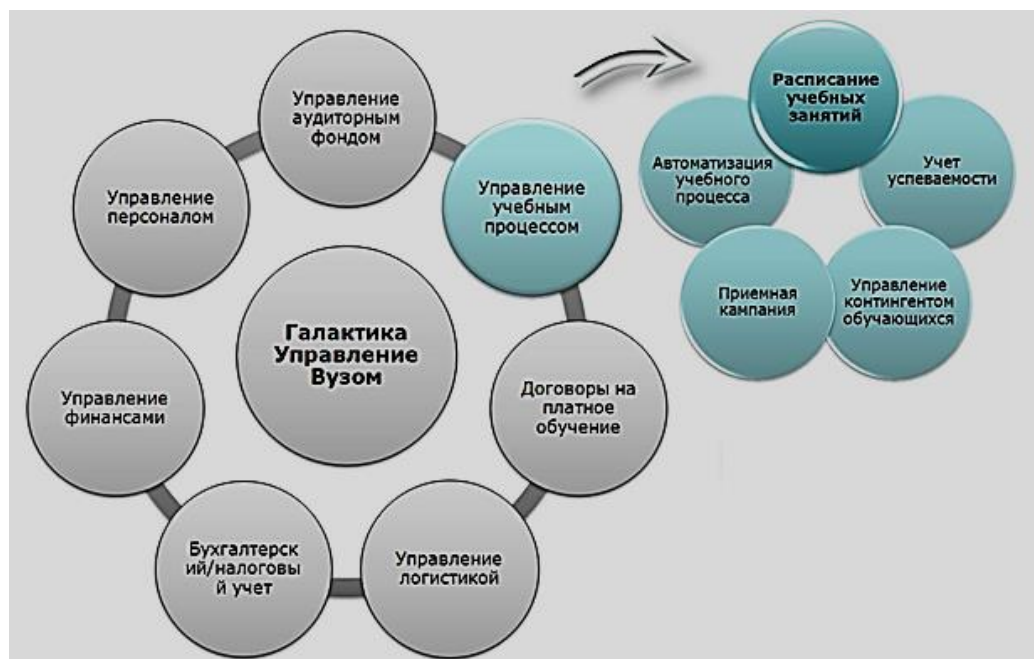 Управление
аудиторным
фондом
Управление
учебным
процессом
Договоры на
платное
обучение
Управление
логистикой
Бухгалтерск
ий/налоговы
й учет
Управление
финансами
Управление
персоналом
Галактика
Управление
Вузом
Расписание
учебных
занятий
Учет
успеваемости
Управление
контингентом
обучающихся
Приемная
кампания
Автоматизация
учебного
процесса